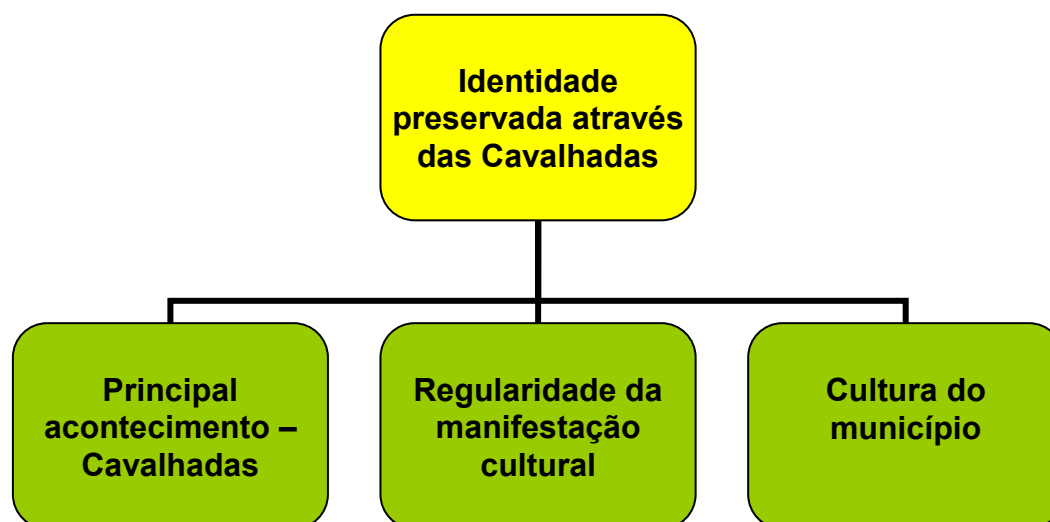 Identidade
preservada através
das Cavalhadas
Principal
acontecimento –
Cavalhadas
Regularidade da
manifestação
cultural
Cultura do
município